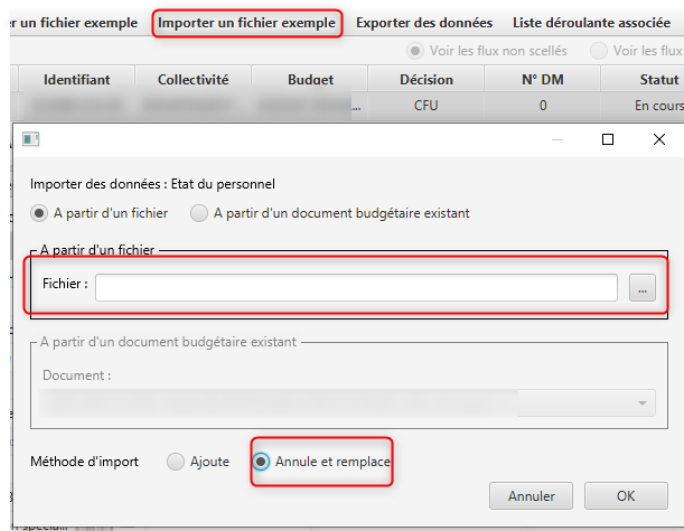 un fichier exemple Importer un fichier exemple Exporter des données Liste déroulante associée
Voir les flux non scellés Voir les flux
Identifiant Collectivité Budget Décision N° DM Statut
... CFU 0 En cours
Importer des données : Etat du personnel
A partir d'un fichier A partir d'un document budgétaire existant
A partir d'un fichier
Fichier : ...
A partir d'un document budgétaire existant
Document :
Méthode d'import Ajoute Annule et remplace
Annuler OK